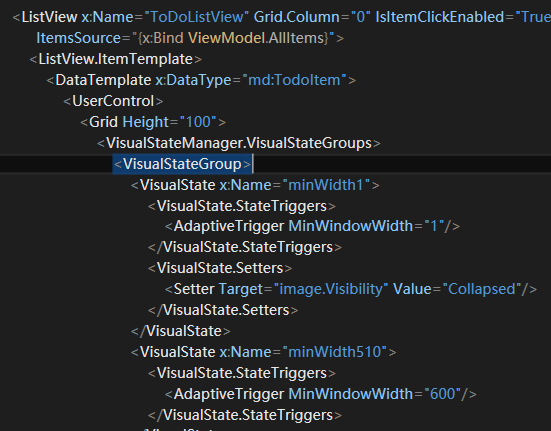 <ListView x:Name="ToDoListView" Grid.Column="0" IsItemClickEnabled="True
ItemsSource="{x:Bind ViewModel.AllItems}">
<ListView.ItemTemplate>
<DataTemplate x:DataType="md:TodoItem">
<UserControl>
<Grid Height="100">
<VisualStateManager.VisualStateGroups>
<VisualStateGroup>
<VisualState x:Name="minWidth1">
<VisualState.StateTriggers>
<AdaptiveTrigger MinWindowWidth="1"/>
</VisualState.StateTriggers>
<VisualState.Setters>
<Setter Target="image.Visibility" Value="Collapsed"/>
</VisualState.Setters>
</VisualState>
<VisualState x:Name="minWidth510">
<VisualState.StateTriggers>
<AdaptiveTrigger MinWindowWidth="600"/>
</VisualState.StateTriggers>